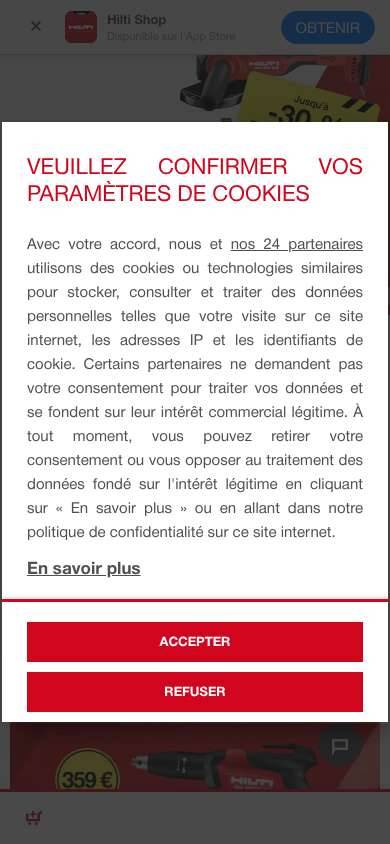 Hilti Shop
Disponible sur l'App Store
OBTENIR
HILTI
Jusqu'à
-30 %
VEUILLEZ CONFIRMER VOS
PARAMÈTRES DE COOKIES
Avec votre accord, nous et nos 24 partenaires
utilisons des cookies ou technologies similaires
pour stocker, consulter et traiter des données
personnelles telles que votre visite sur ce site
internet, les adresses IP et les identifiants de
cookie. Certains partenaires ne demandent pas
votre consentement pour traiter vos données et
se fondent sur leur intérêt commercial légitime. À
tout moment, vous pouvez retirer votre
consentement ou vous opposer au traitement des
données fondé sur l'intérêt légitime en cliquant
sur « En savoir plus » ou en allant dans notre
politique de confidentialité sur ce site internet.
En savoir plus
ACCEPTER
REFUSER
359 €
HILTI